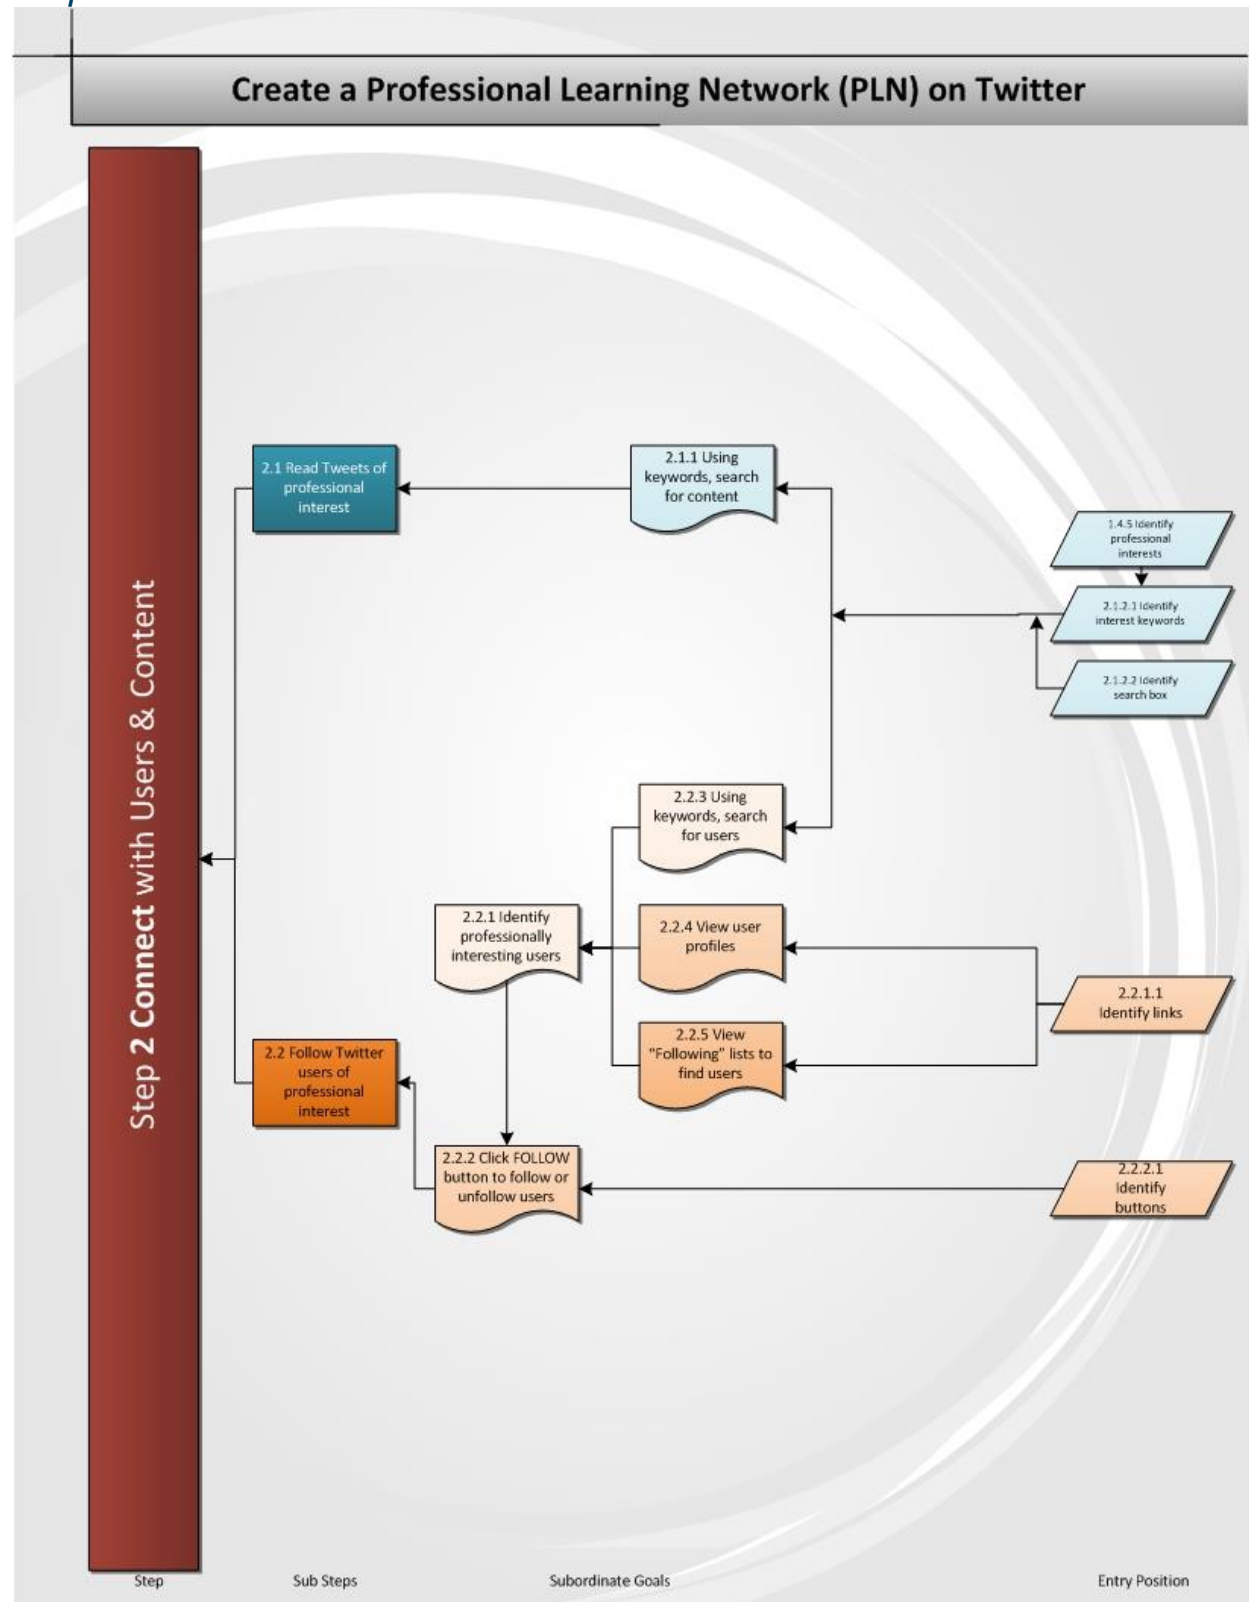 Create a Professional Learning Network (PLN) on Twitter
Step 2 Connect with Users & Content
2.1 Read Tweets of
professional
interest
2.1.1 Using
keywords, search
for content
1.4.5 Identify
professional
interests
2.1.2.1 Identify
interest keywords
2.1.2.2 Identify
search box
2.2.3 Using
keywords, search
for users
2.2.1 Identify
professionally
interesting users
2.2.4 View user
profiles
2.2.1.1
Identify links
2.2.5 View
"Following" lists to
find users
2.2 Follow Twitter
users of
professional
interest
2.2.2 Click FOLLOW
button to follow or
unfollow users
2.2.2.1
Identify
buttons
Step
Sub Steps
Subordinate Goals
Entry Position